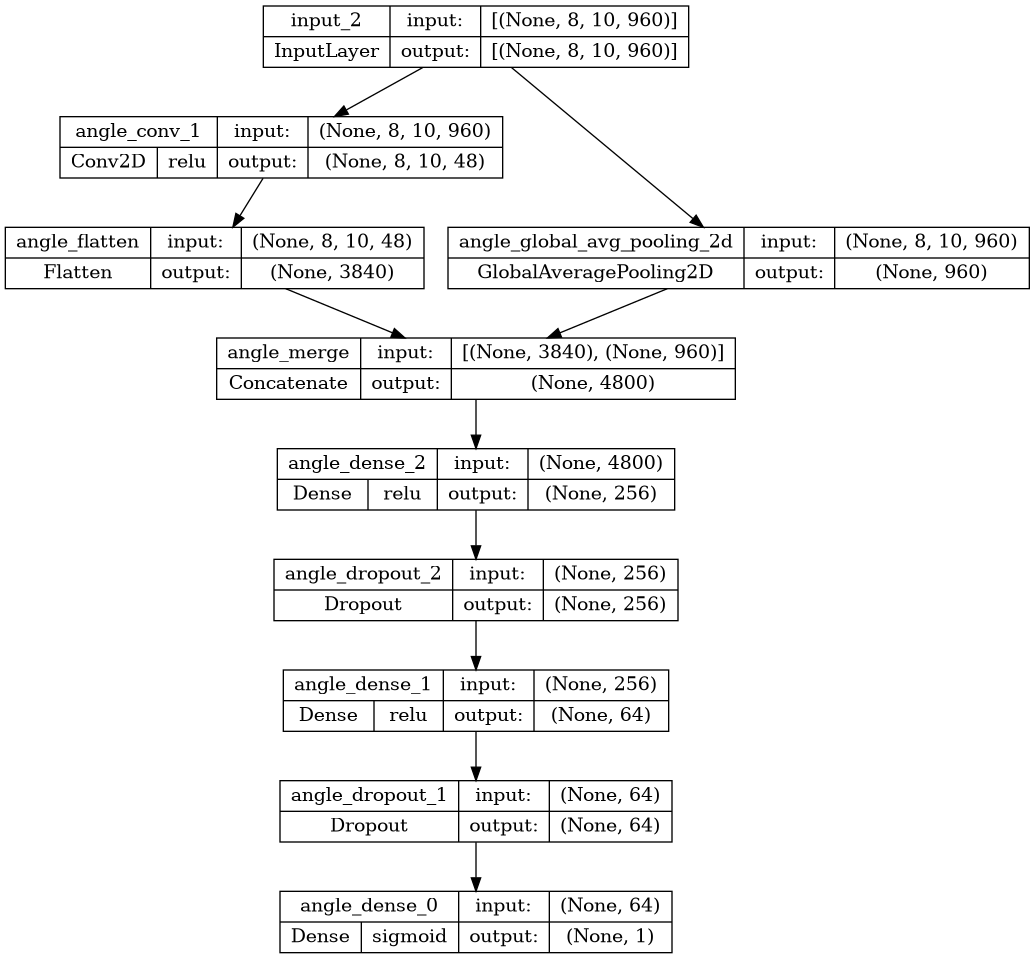 input_2 input: [(None, 8, 10, 960)]
InputLayer output: [(None, 8, 10, 960)]
angle_conv_1 input: (None, 8, 10, 960)
Conv2D relu output: (None, 8, 10, 48)
angle_flatten input: (None, 8, 10, 48)
Flatten output: (None, 3840)
angle_global_avg_pooling_2d input: (None, 8, 10, 960)
GlobalAveragePooling2D output: (None, 960)
angle_merge input: [(None, 3840), (None, 960)]
Concatenate output: (None, 4800)
angle_dense_2 input: (None, 4800)
Dense relu output: (None, 256)
angle_dropout_2 input: (None, 256)
Dropout output: (None, 256)
angle_dense_1 input: (None, 256)
Dense relu output: (None, 64)
angle_dropout_1 input: (None, 64)
Dropout output: (None, 64)
angle_dense_0 input: (None, 64)
Dense sigmoid output: (None, 1)